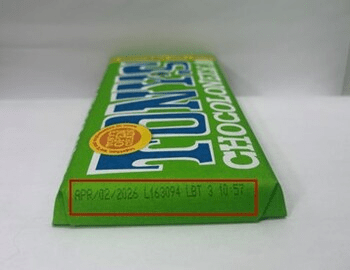 TONY'S
CHOCOLONELY
APR/02/2026 L163094 LBT 3 10:57